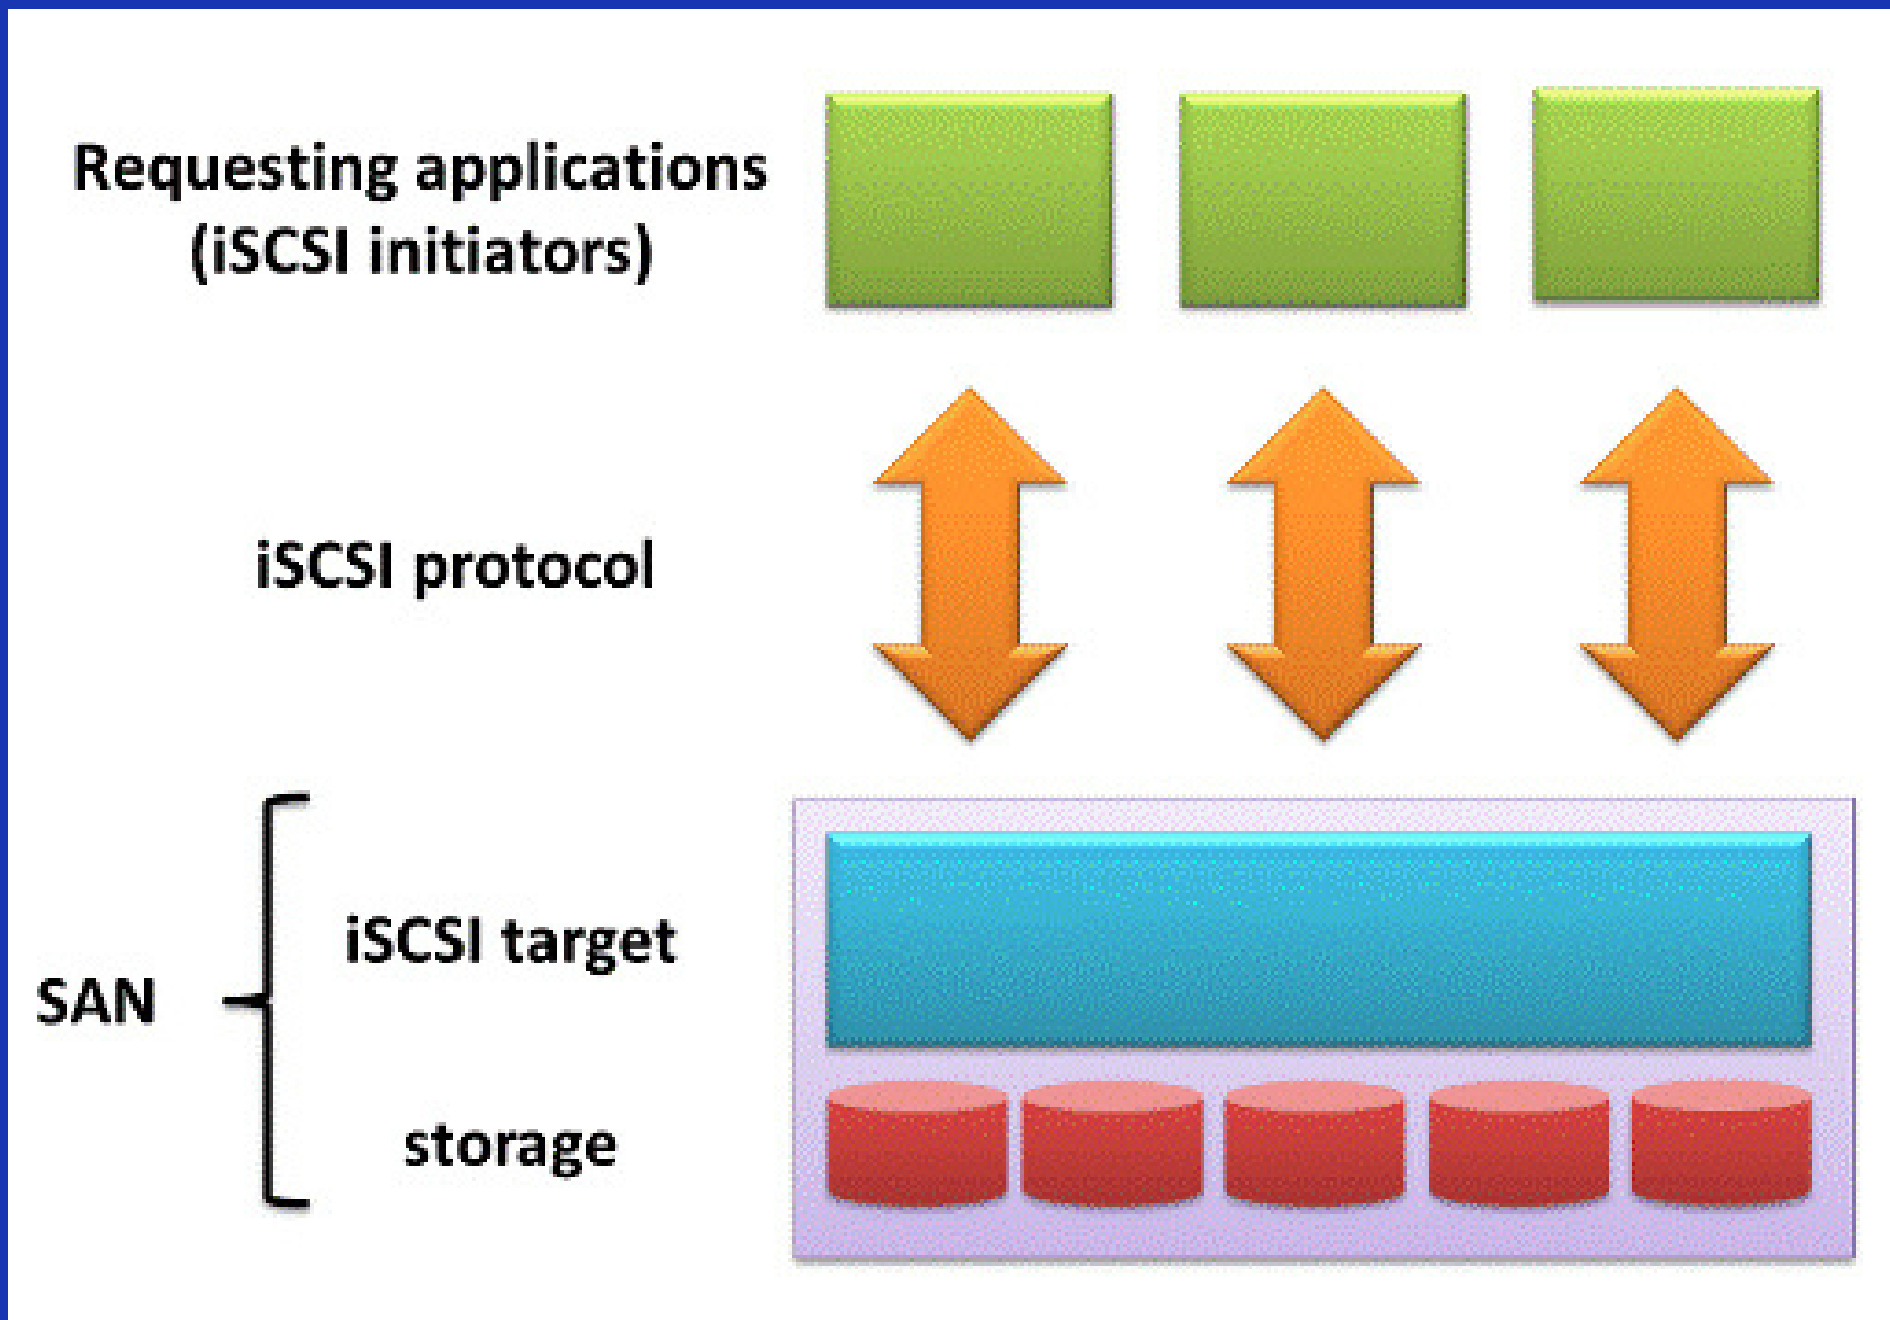 Requesting applications
(iSCSI initiators)
iSCSI protocol
iSCSI target
SAN
storage